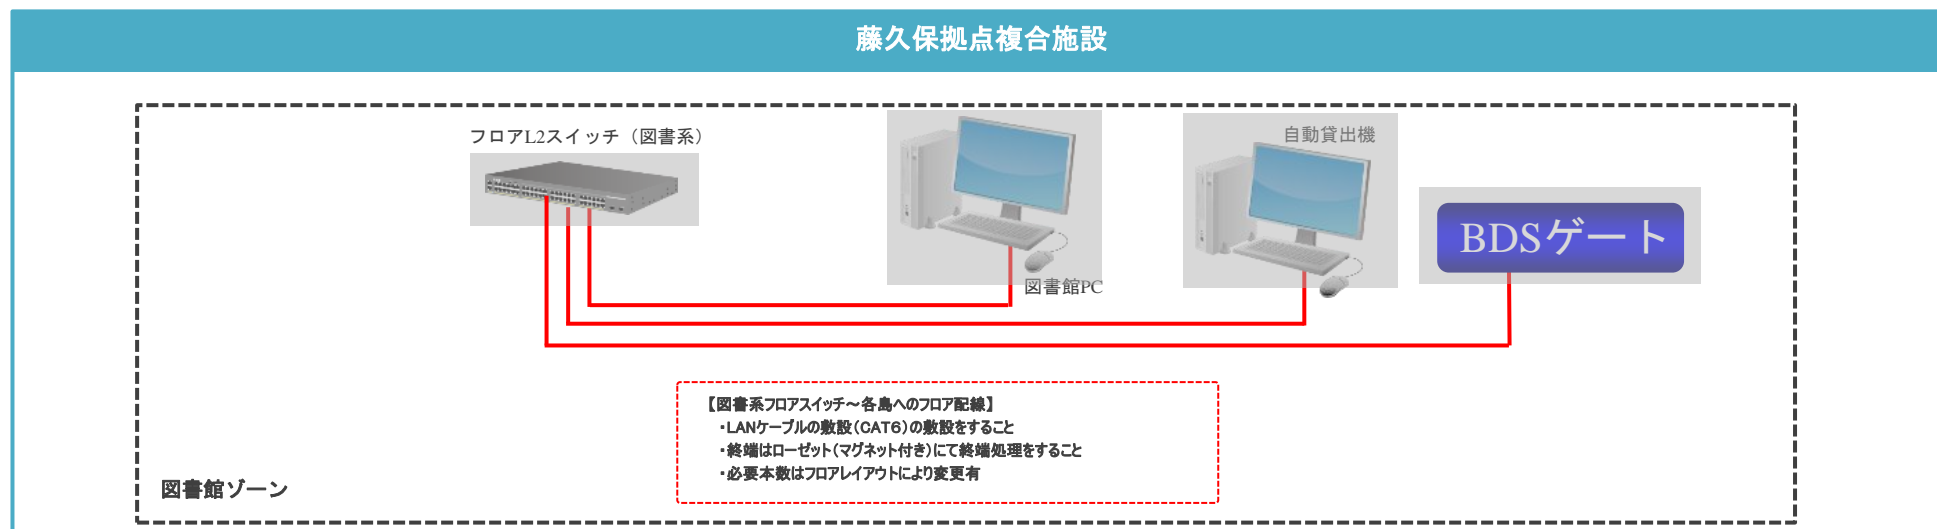 藤久保拠点複合施設
フロアL2スイッチ（図書系）
自動貸出機
BDSゲート
図書館PC
【図書系フロアスイッチ～各島へのフロア配線】
・LANケーブルの敷設（CAT6）の敷設をすること
・終端はローゼット（マグネット付き）にて終端処理をすること
・必要本数はフロアレイアウトにより変更有
図書館ゾーン